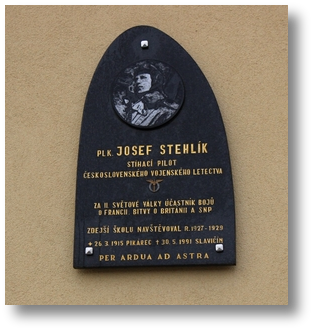 PLK. JOSEF STEHLÍK
STÍHACÍ PILOT
ČESKOSLOVENSKÉHO VOJENSKÉHO LETECTVA
ZA II. SVĚTOVÉ VÁLKY ÚČASTNÍK BOJŮ
O FRANCII, BITVY O BRITANII A SNP
ZDEJŠÍ ŠKOLU NAVŠTĚVOVAL R. 1927-1929
* 26.3.1915 PIKAREC + 30.5.1991 SLAVIČÍN
PER ARDUA AD ASTRA